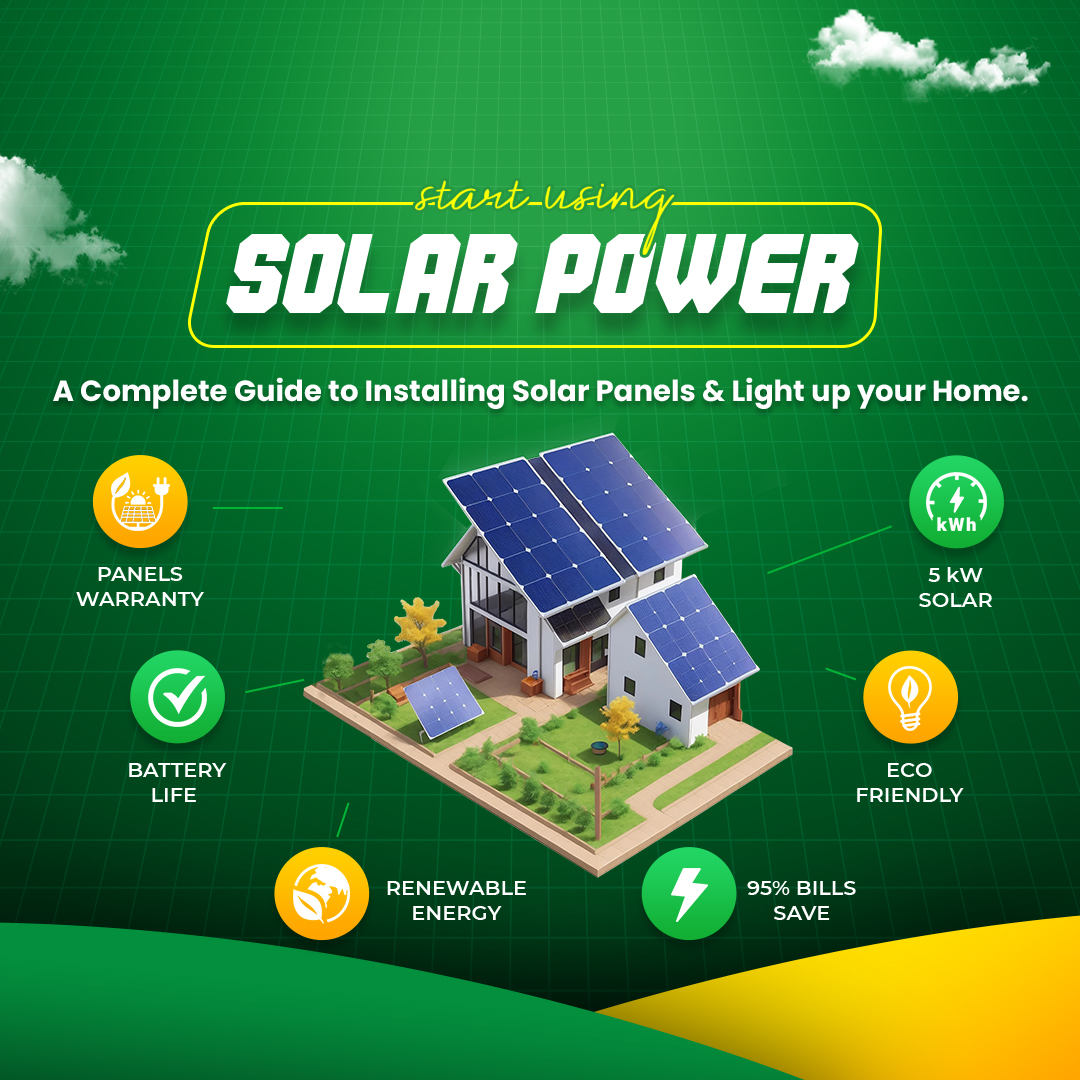 start using
SOLAR POWER
A Complete Guide to Installing Solar Panels & Light up your Home.
PANELS
WARRANTY
kWh
5 kW
SOLAR
BATTERY
LIFE
ECO
FRIENDLY
RENEWABLE
ENERGY
95% BILLS
SAVE